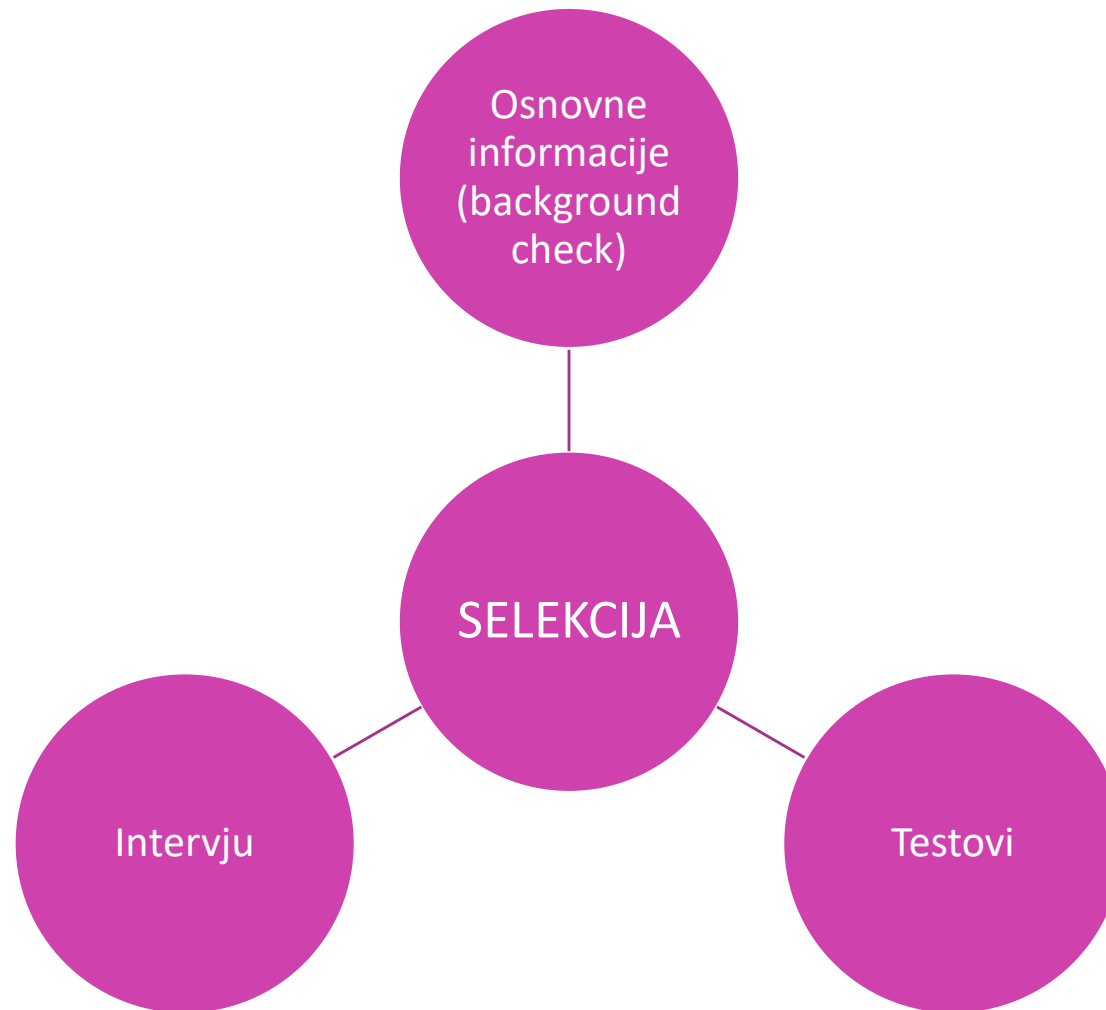 Osnovne
informacije
(background
check)
SELEKCIJA
Intervju
Testovi